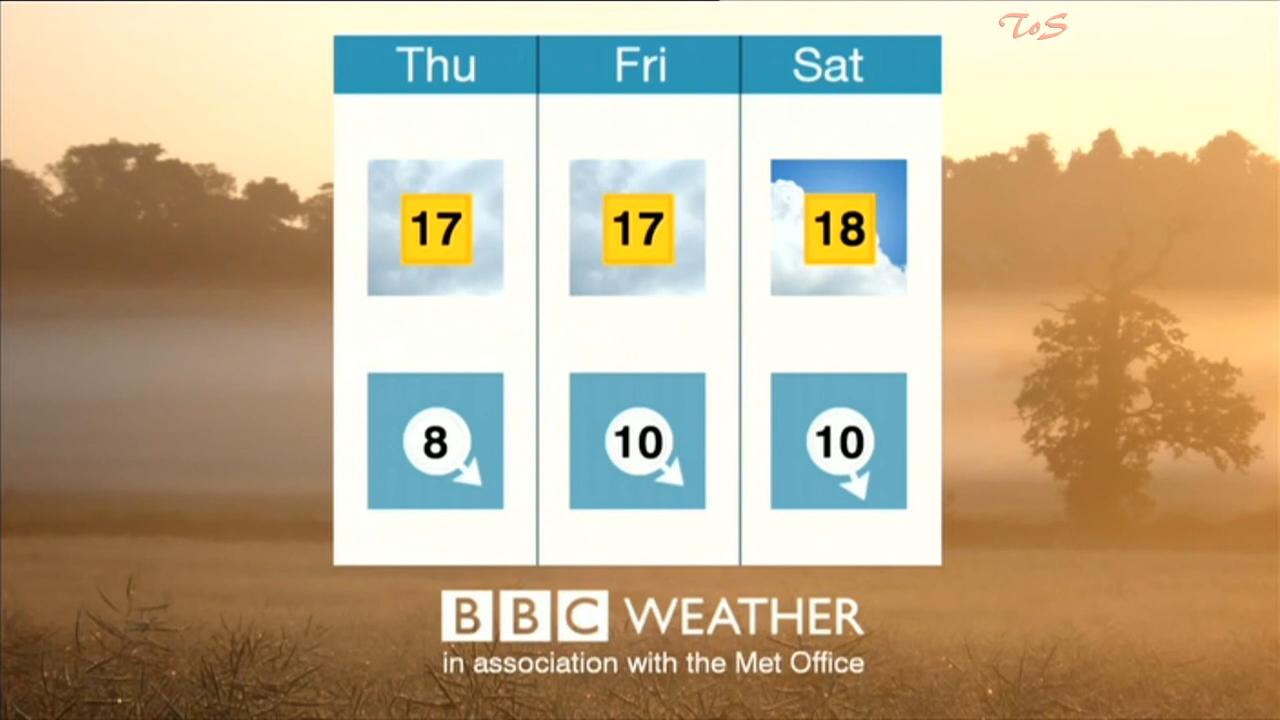 ToS
Thu Fri Sat
17 17 18
8 10 10
BBC WEATHER
in association with the Met Office